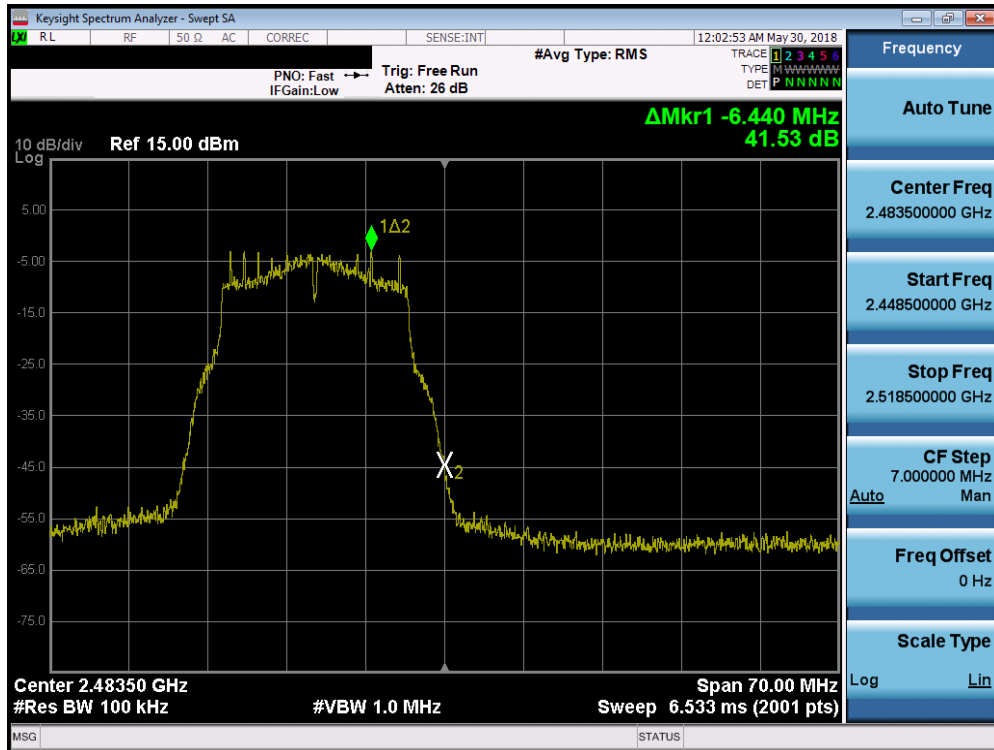 Keysight Spectrum Analyzer - Swept SA
LXI RL RF 50 Ω AC CORREC SENSE:INT 12:02:53 AM May 30, 2018
#Avg Type: RMS
TRACE 1 2 3 4 5 6
TYPE M W W W W W
DET P N N N N N
PNO: Fast
IFGain:Low
Trig: Free Run
Atten: 26 dB
ΔMkr1 -6.440 MHz
41.53 dB
10 dB/div
Log
Ref 15.00 dBm
5.00
-5.00
-15.0
-25.0
-35.0
-45.0
-55.0
-65.0
-75.0
1Δ2
2
Center 2.48350 GHz
Span 70.00 MHz
#Res BW 100 kHz
#VBW 1.0 MHz
Sweep 6.533 ms (2001 pts)
MSG
STATUS
Frequency
Auto Tune
Center Freq
2.483500000 GHz
Start Freq
2.448500000 GHz
Stop Freq
2.518500000 GHz
CF Step
7.000000 MHz
Auto Man
Freq Offset
0 Hz
Scale Type
Log Lin